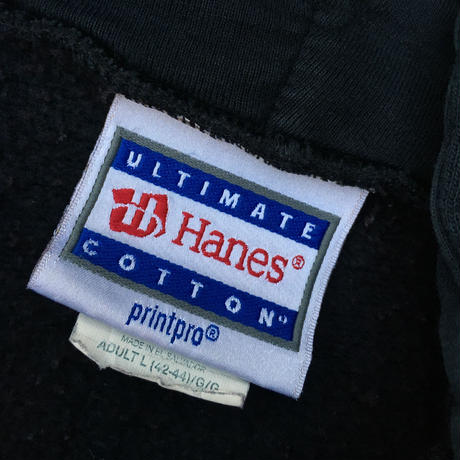 ULTIMATE
Hanes®
COTTON®
printpro®
MADE IN EL SALVADOR
ADULT L (42-44)/G/G